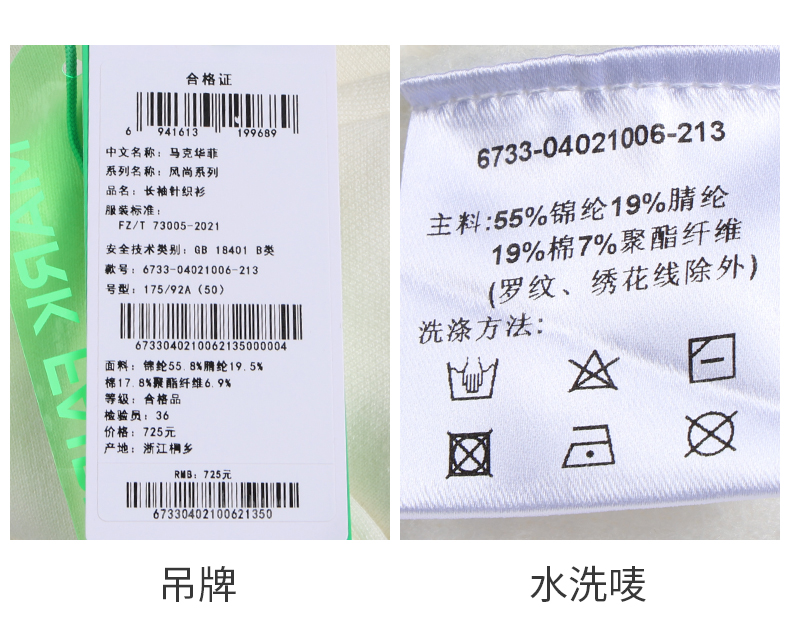 合格证
6 941613 199689
中文名称：马克华菲
系列名称：风尚系列
品名：长袖针织衫
服装标准：
FZ/T 73005-2021
安全技术类别：GB 18401 B类
款号：6733-04021006-213
号型：175/92A（50）
67330402100621350000004
面料：锦纶55.8%腈纶19.5%
棉17.8%聚酯纤维6.9%
等级：合格品
检验员：36
价格：725元
产地：浙江桐乡
RMB：725元
67330402100621350
MARK FAIR
6733-04021006-213
主料:55%锦纶19%腈纶
19%棉7%聚酯纤维
(罗纹、绣花线除外)
洗涤方法:
吊牌
水洗唛